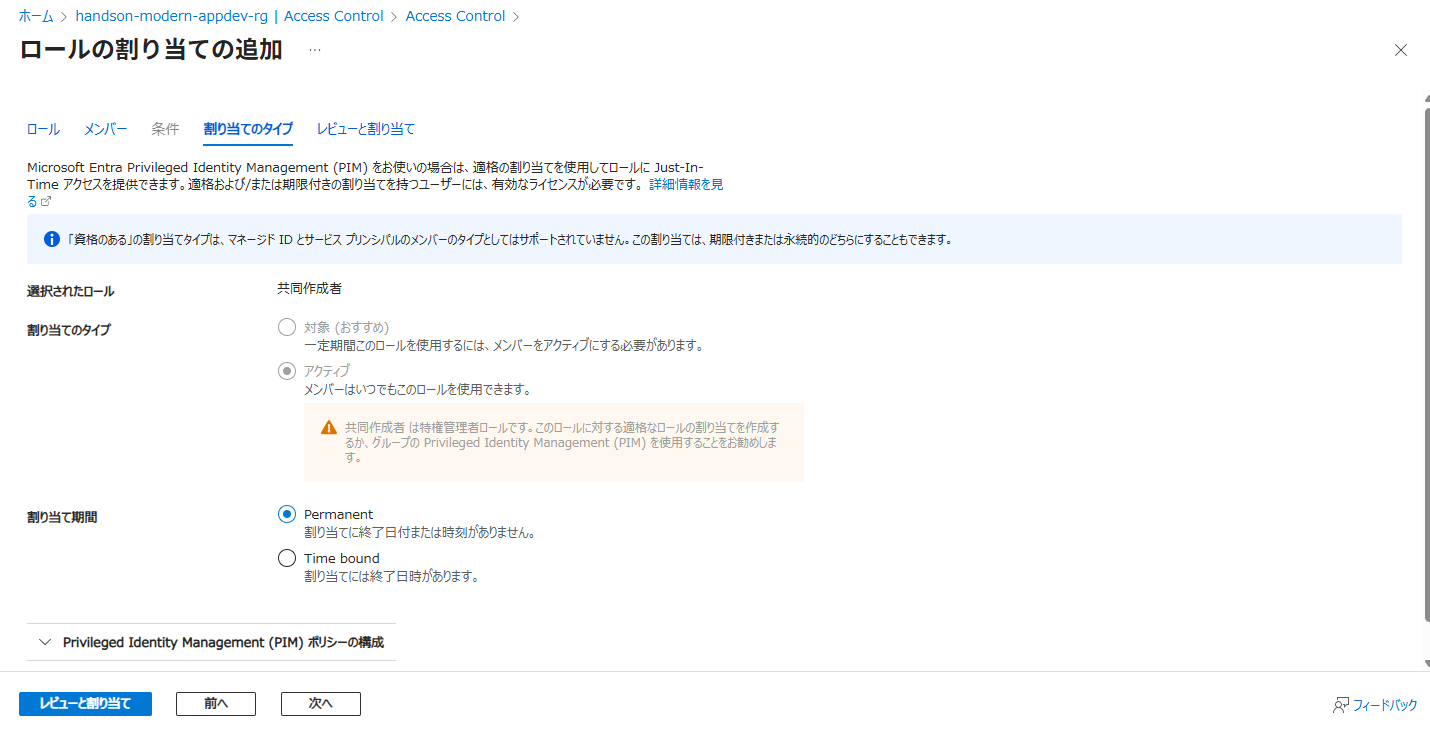 ホーム > handson-modern-appdev-rg | Access Control > Access Control >
ロールの割り当ての追加 …
ロール メンバー 条件 割り当てのタイプ レビューと割り当て
Microsoft Entra Privileged Identity Management (PIM) をお使いの場合は、適格の割り当てを使用してロールに Just-In-
Time アクセスを提供できます。適格および/または期限付きの割り当てを持つユーザーには、有効なライセンスが必要です。 詳細情報を見
る
「資格のある」の割り当てタイプは、マネージド ID とサービス プリンシパルのメンバーのタイプとしてはサポートされていません。この割り当ては、期限付きまたは永続的のどちらにすることもできます。
選択されたロール 共同作成者
割り当てのタイプ 対象 (おすすめ)
一定期間このロールを使用するには、メンバーをアクティブにする必要があります。
アクティブ
メンバーはいつでもこのロールを使用できます。
共同作成者 は特権管理者ロールです。このロールに対する適格なロールの割り当てを作成す
るか、グループの Privileged Identity Management (PIM) を使用することをお勧めしま
す。
割り当て期間 Permanent
割り当てに終了日付または時刻がありません。
Time bound
割り当てには終了日時があります。
Privileged Identity Management (PIM) ポリシーの構成
レビューと割り当て 前へ 次へ フィードバック